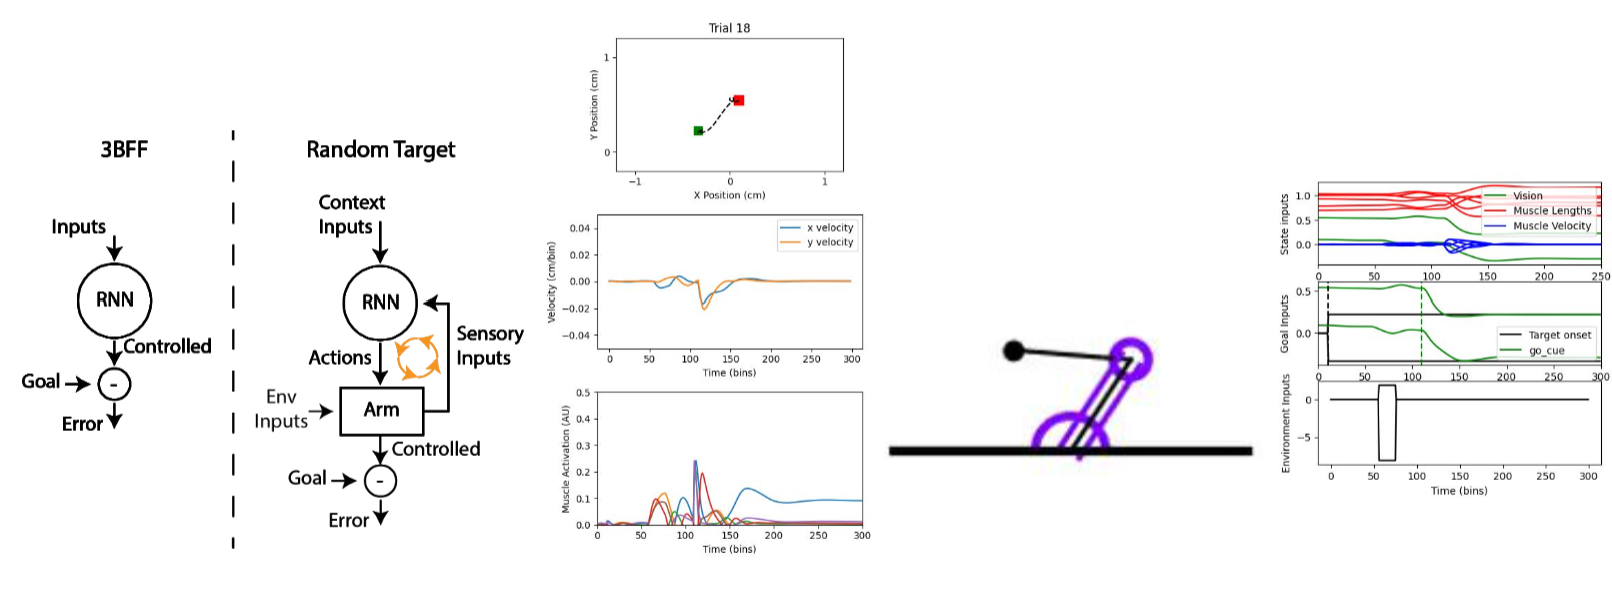 3BFF
Inputs
RNN
Controlled
Goal
-
Error
Random Target
Context
Inputs
RNN
Sensory
Inputs
Actions
Env
Inputs
Arm
Controlled
Goal
-
Error
Trial 18
Y Position (cm)
1
0
−1 0 1
X Position (cm)
Velocity (cm/bin)
0.04
0.02
0.00
−0.02
−0.04
x velocity
y velocity
0 50 100 150 200 250 300
Time (bins)
Muscle Activation (AU)
0.5
0.4
0.3
0.2
0.1
0.0
0 50 100 150 200 250 300
Time (bins)
State inputs
1.0
0.5
0.0
Vision
Muscle Lengths
Muscle Velocity
0 50 100 150 200 250
Goal Inputs
0.5
0.0
Target onset
go_cue
0 50 100 150 200 250 300
Environment Inputs
0
−5
0 50 100 150 200 250 300
Time (bins)